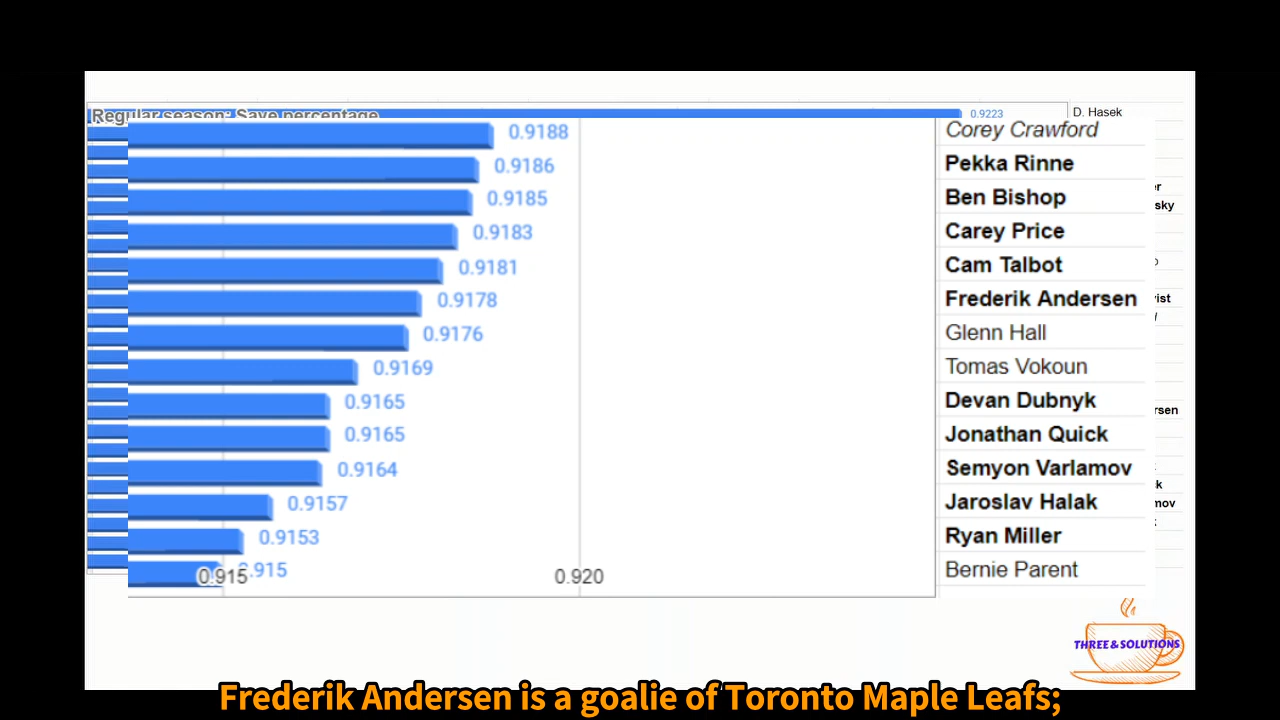 Regular season: Save percentage
0.9223 D. Hasek
0.9188 Corey Crawford
0.9186 Pekka Rinne
0.9185 Ben Bishop
0.9183 Carey Price
0.9181 Cam Talbot
0.9178 Frederik Andersen
0.9176 Glenn Hall
0.9169 Tomas Vokoun
0.9165 Devan Dubnyk
0.9165 Jonathan Quick
0.9164 Semyon Varlamov
0.9157 Jaroslav Halak
0.9153 Ryan Miller
0.915 Bernie Parent
0.915 0.920
THREE & SOLUTIONS
Frederik Andersen is a goalie of Toronto Maple Leafs;